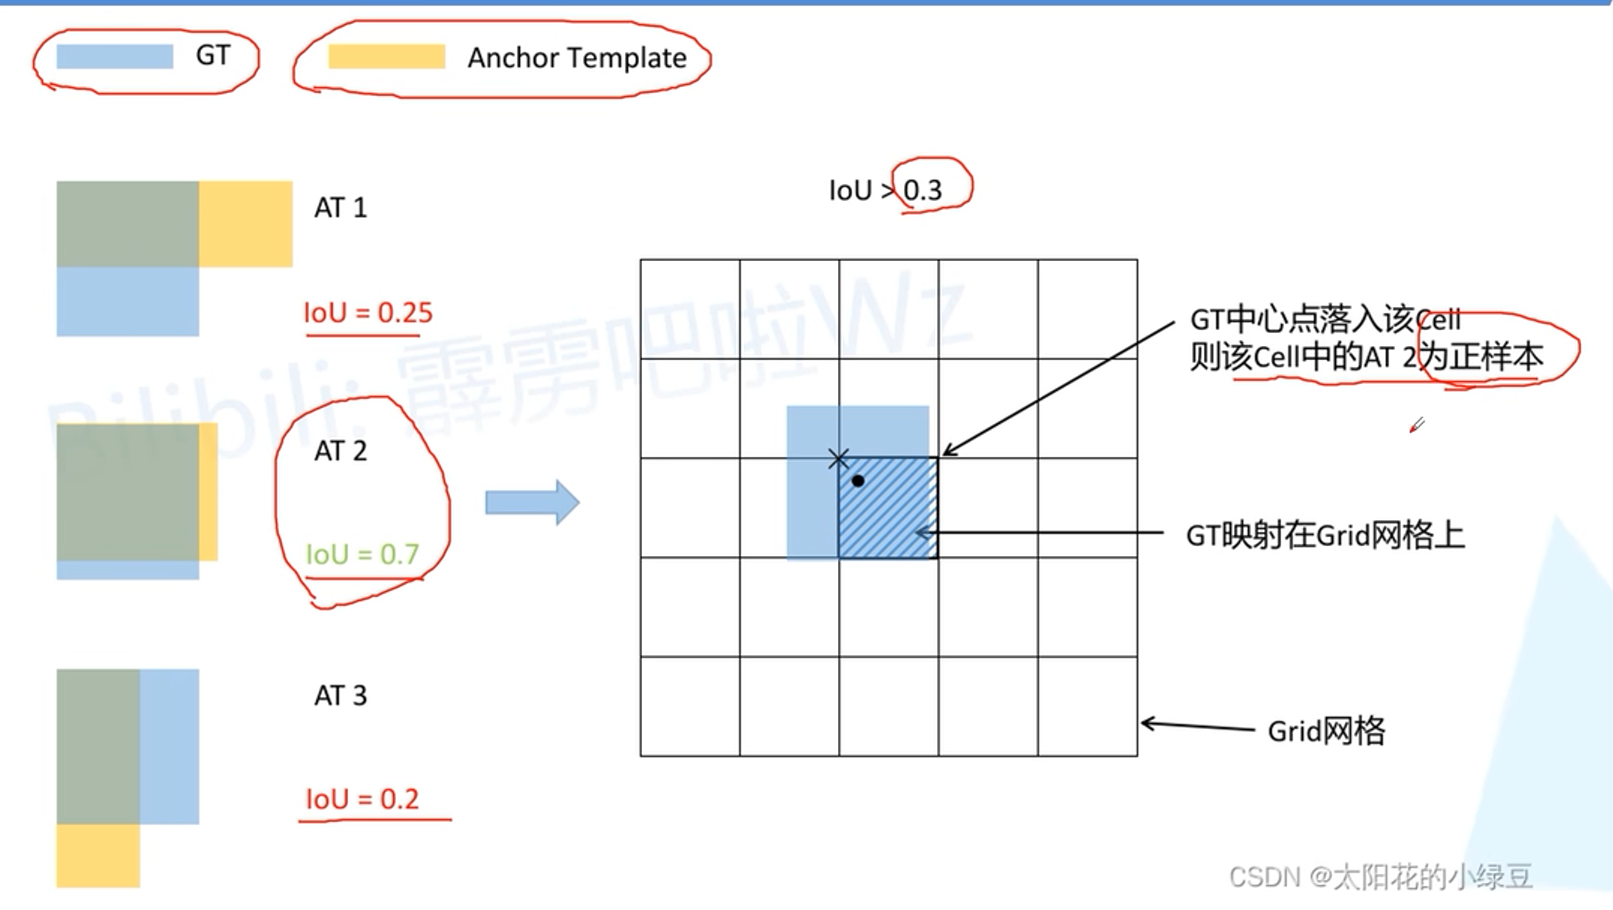 GT
Anchor Template
AT 1
IoU = 0.25
IoU > 0.3
Bilibili: 霹雳吧啦Wz
GT中心点落入该Cell
则该Cell中的AT 2为正样本
AT 2
IoU = 0.7
GT映射在Grid网格上
AT 3
IoU = 0.2
Grid网格
CSDN @太阳花的小绿豆